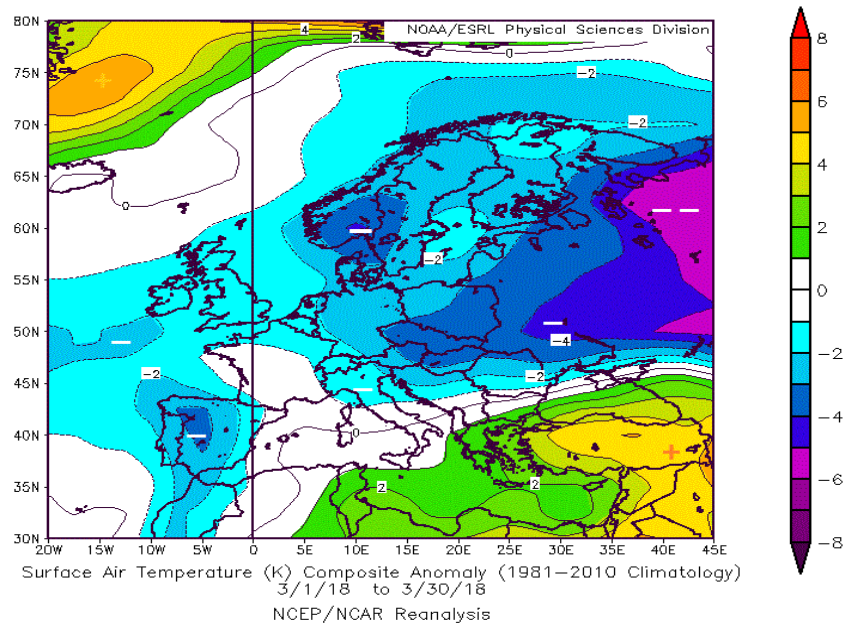 80N
NOAA/ESRL Physical Sciences Division
75N
70N
65N
60N
55N
50N
45N
40N
35N
30N
20W 15W 10W 5W 0 5E 10E 15E 20E 25E 30E 35E 40E 45E
4
2
0
-2
-2
0
-2
-4
-2
-2
0
2
2
8
6
4
2
0
-2
-4
-6
-8
Surface Air Temperature (K) Composite Anomaly (1981-2010 Climatology)
3/1/18 to 3/30/18
NCEP/NCAR Reanalysis